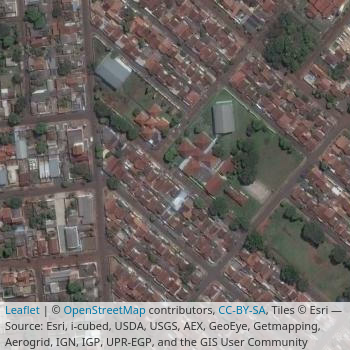 Leaflet | © OpenStreetMap contributors, CC-BY-SA, Tiles © Esri —
Source: Esri, i-cubed, USDA, USGS, AEX, GeoEye, Getmapping,
Aerogrid, IGN, IGP, UPR-EGP, and the GIS User Community